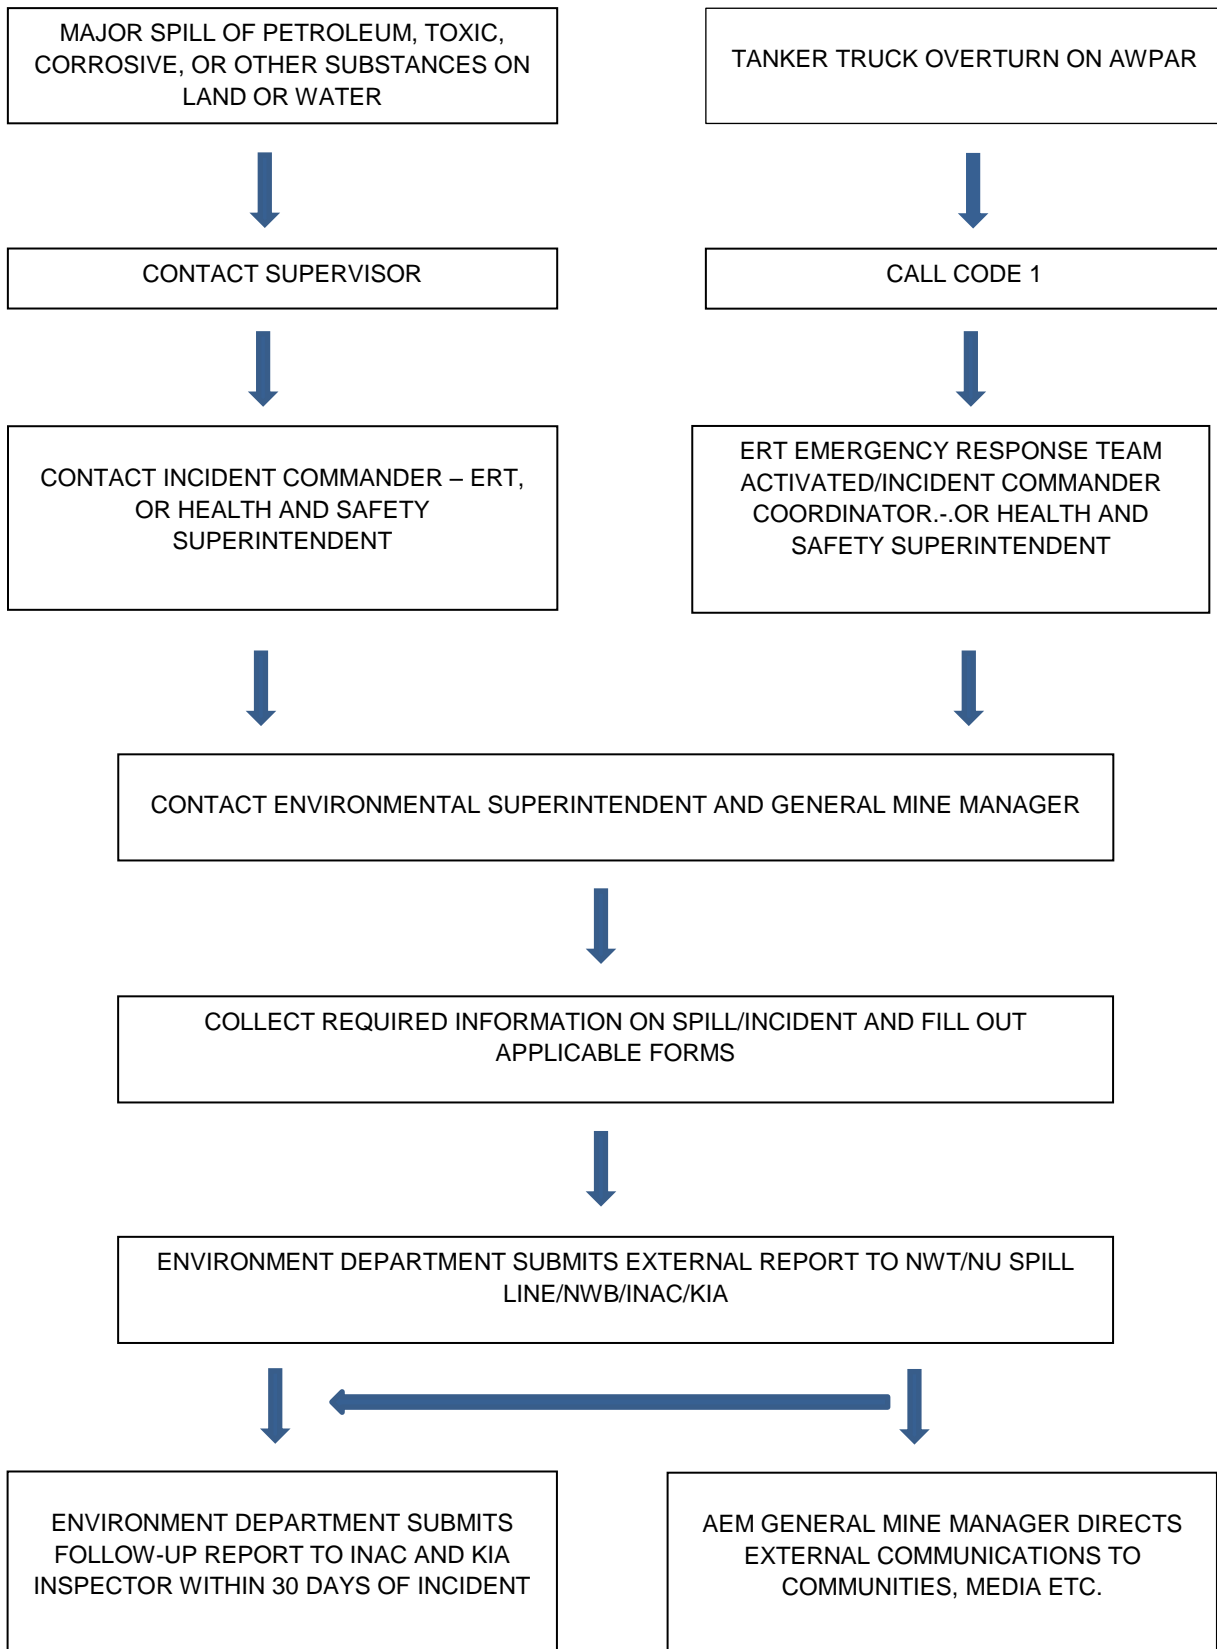 MAJOR SPILL OF PETROLEUM, TOXIC,
CORROSIVE, OR OTHER SUBSTANCES ON
LAND OR WATER
TANKER TRUCK OVERTURN ON AWPAR
CONTACT SUPERVISOR
CALL CODE 1
CONTACT INCIDENT COMMANDER – ERT,
OR HEALTH AND SAFETY
SUPERINTENDENT
ERT EMERGENCY RESPONSE TEAM
ACTIVATED/INCIDENT COMMANDER
COORDINATOR.-.OR HEALTH AND
SAFETY SUPERINTENDENT
CONTACT ENVIRONMENTAL SUPERINTENDENT AND GENERAL MINE MANAGER
COLLECT REQUIRED INFORMATION ON SPILL/INCIDENT AND FILL OUT
APPLICABLE FORMS
ENVIRONMENT DEPARTMENT SUBMITS EXTERNAL REPORT TO NWT/NU SPILL
LINE/NWB/INAC/KIA
ENVIRONMENT DEPARTMENT SUBMITS
FOLLOW-UP REPORT TO INAC AND KIA
INSPECTOR WITHIN 30 DAYS OF INCIDENT
AEM GENERAL MINE MANAGER DIRECTS
EXTERNAL COMMUNICATIONS TO
COMMUNITIES, MEDIA ETC.